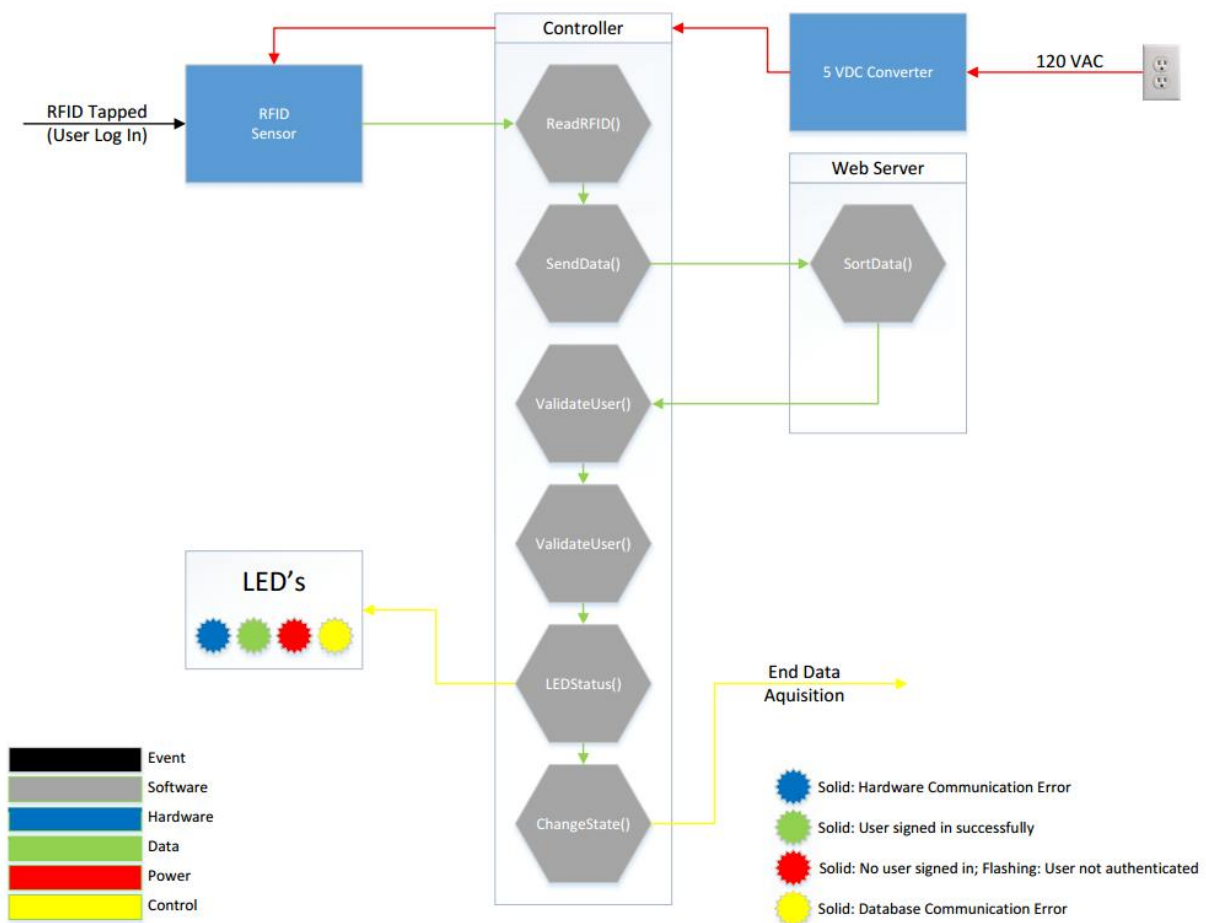 Controller
5 VDC Converter
120 VAC
RFID Tapped
(User Log In)
RFID
Sensor
ReadRFID()
Web Server
SendData()
SortData()
ValidateUser()
ValidateUser()
LED’s
LEDStatus()
End Data
Aquisition
ChangeState()
Event
Software
Hardware
Data
Power
Control
Solid: Hardware Communication Error
Solid: User signed in successfully
Solid: No user signed in; Flashing: User not authenticated
Solid: Database Communication Error